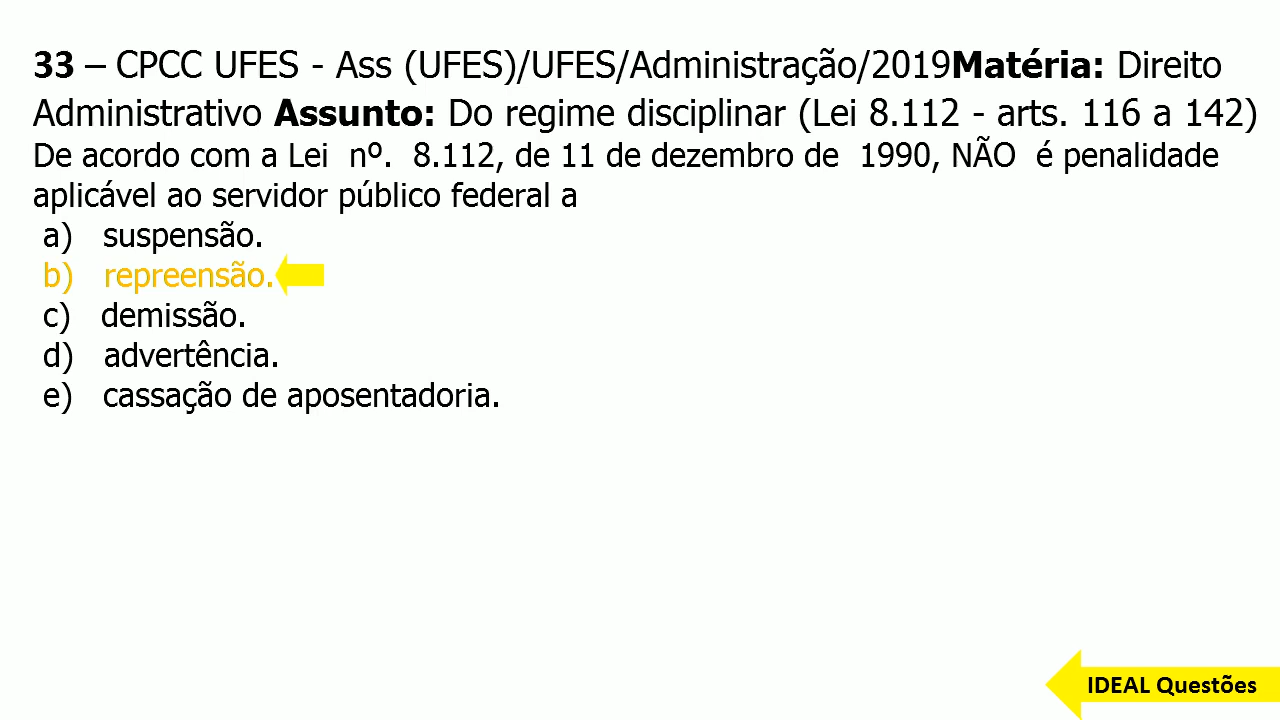 33 – CPCC UFES - Ass (UFES)/UFES/Administração/2019Matéria: Direito
Administrativo Assunto: Do regime disciplinar (Lei 8.112 - arts. 116 a 142)
De acordo com a Lei nº. 8.112, de 11 de dezembro de 1990, NÃO é penalidade
aplicável ao servidor público federal a
a) suspensão.
b) repreensão.
c) demissão.
d) advertência.
e) cassação de aposentadoria.
IDEAL Questões